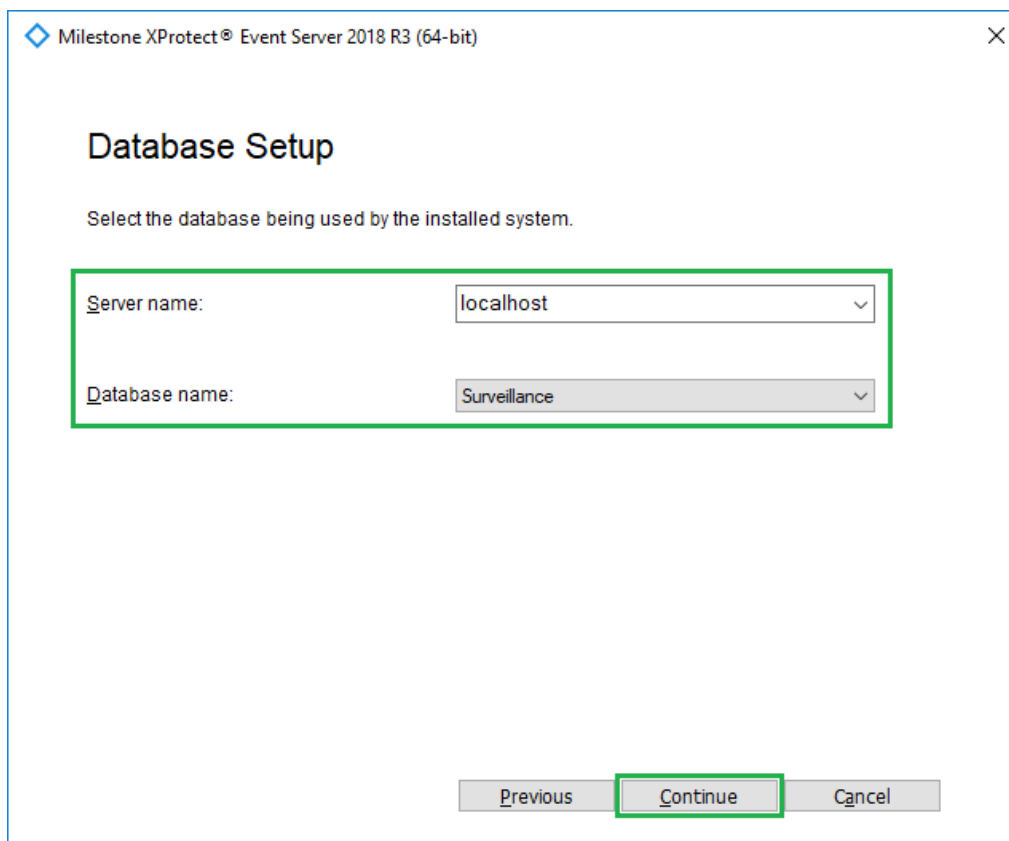 Milestone XProtect® Event Server 2018 R3 (64-bit)
Database Setup
Select the database being used by the installed system.
Server name: localhost
Database name: Surveillance
Previous Continue Cancel